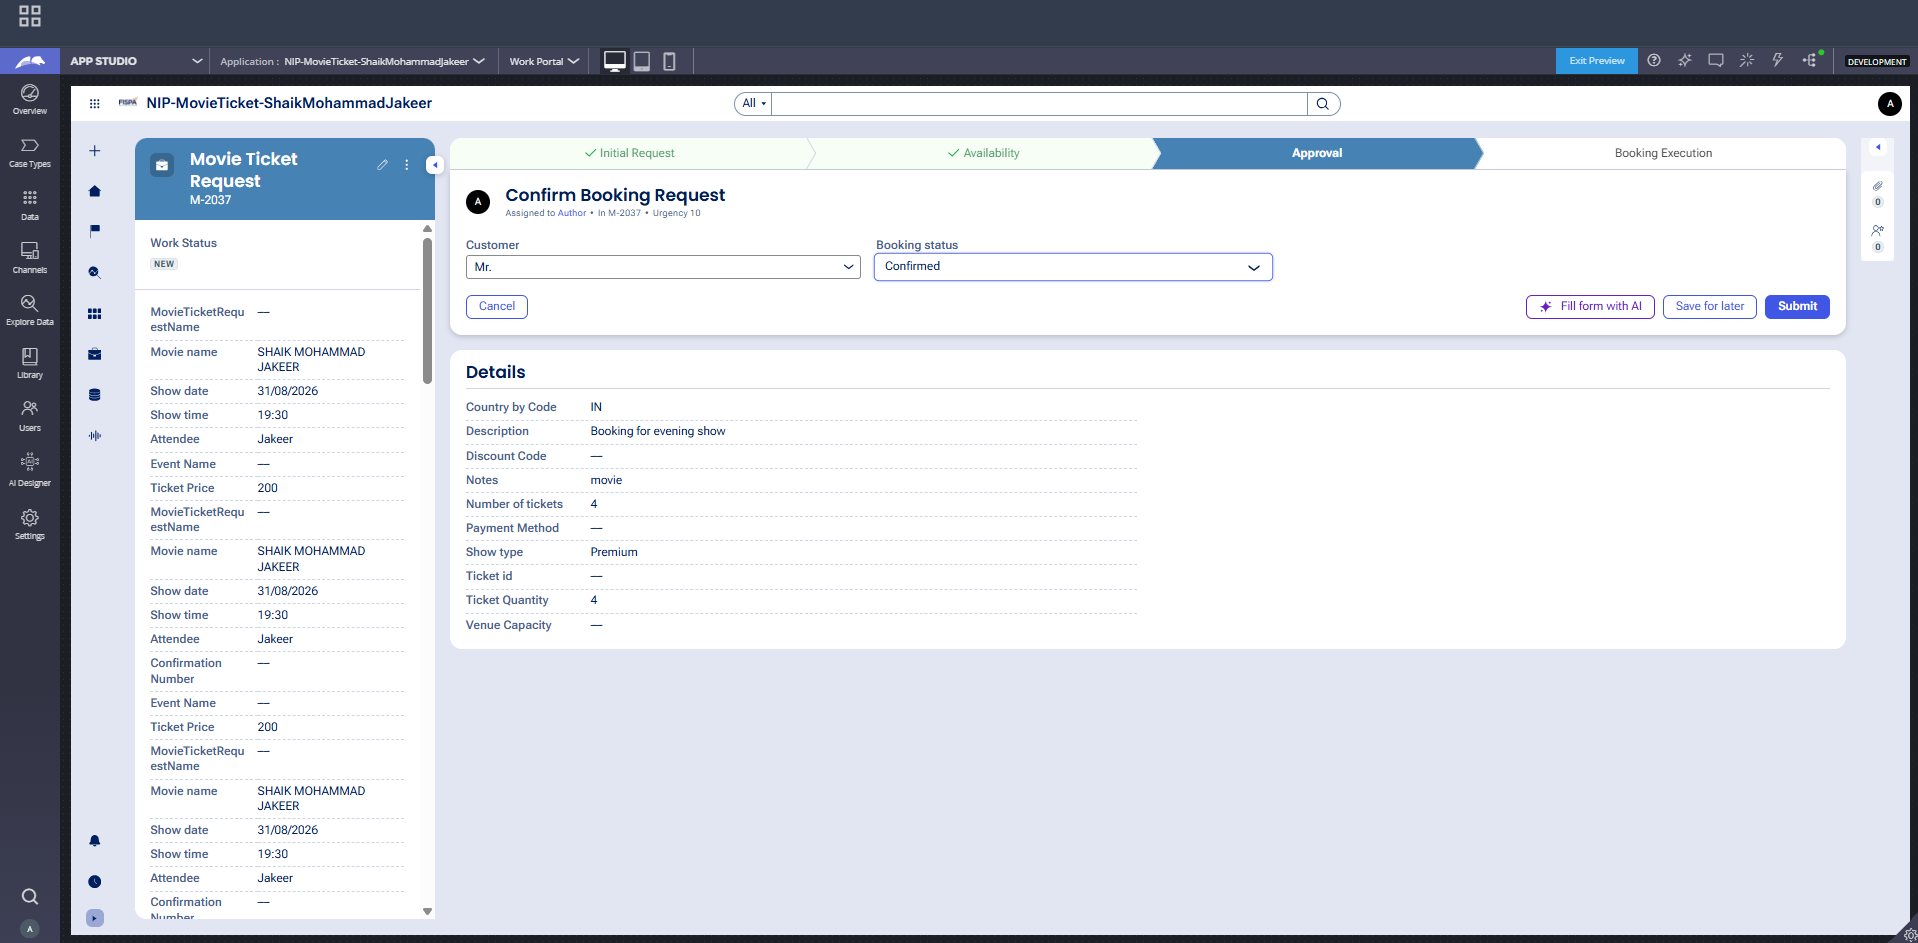 APP STUDIO
Application : NIP-MovieTicket-ShaikMohammadJakeer
Work Portal
Exit Preview
DEVELOPMENT
Overview
Case Types
Data
Channels
Explore Data
Library
Users
AI Designer
Settings
A
FISPA
NIP-MovieTicket-ShaikMohammadJakeer
All
A
Movie Ticket
Request
M-2037
Work Status
NEW
MovieTicketRequ
estName
---
Movie name
SHAIK MOHAMMAD
JAKEER
Show date
31/08/2026
Show time
19:30
Attendee
Jakeer
Event Name
---
Ticket Price
200
MovieTicketRequ
estName
---
Movie name
SHAIK MOHAMMAD
JAKEER
Show date
31/08/2026
Show time
19:30
Attendee
Jakeer
Confirmation
Number
---
Event Name
---
Ticket Price
200
MovieTicketRequ
estName
---
Movie name
SHAIK MOHAMMAD
JAKEER
Show date
31/08/2026
Show time
19:30
Attendee
Jakeer
Confirmation
Number
---
Initial Request
Availability
Approval
Booking Execution
A
Confirm Booking Request
Assigned to Author • In M-2037 • Urgency 10
Customer
Mr.
Booking status
Confirmed
Cancel
Fill form with AI
Save for later
Submit
Details
Country by Code
IN
Description
Booking for evening show
Discount Code
---
Notes
movie
Number of tickets
4
Payment Method
---
Show type
Premium
Ticket id
---
Ticket Quantity
4
Venue Capacity
---
0
0